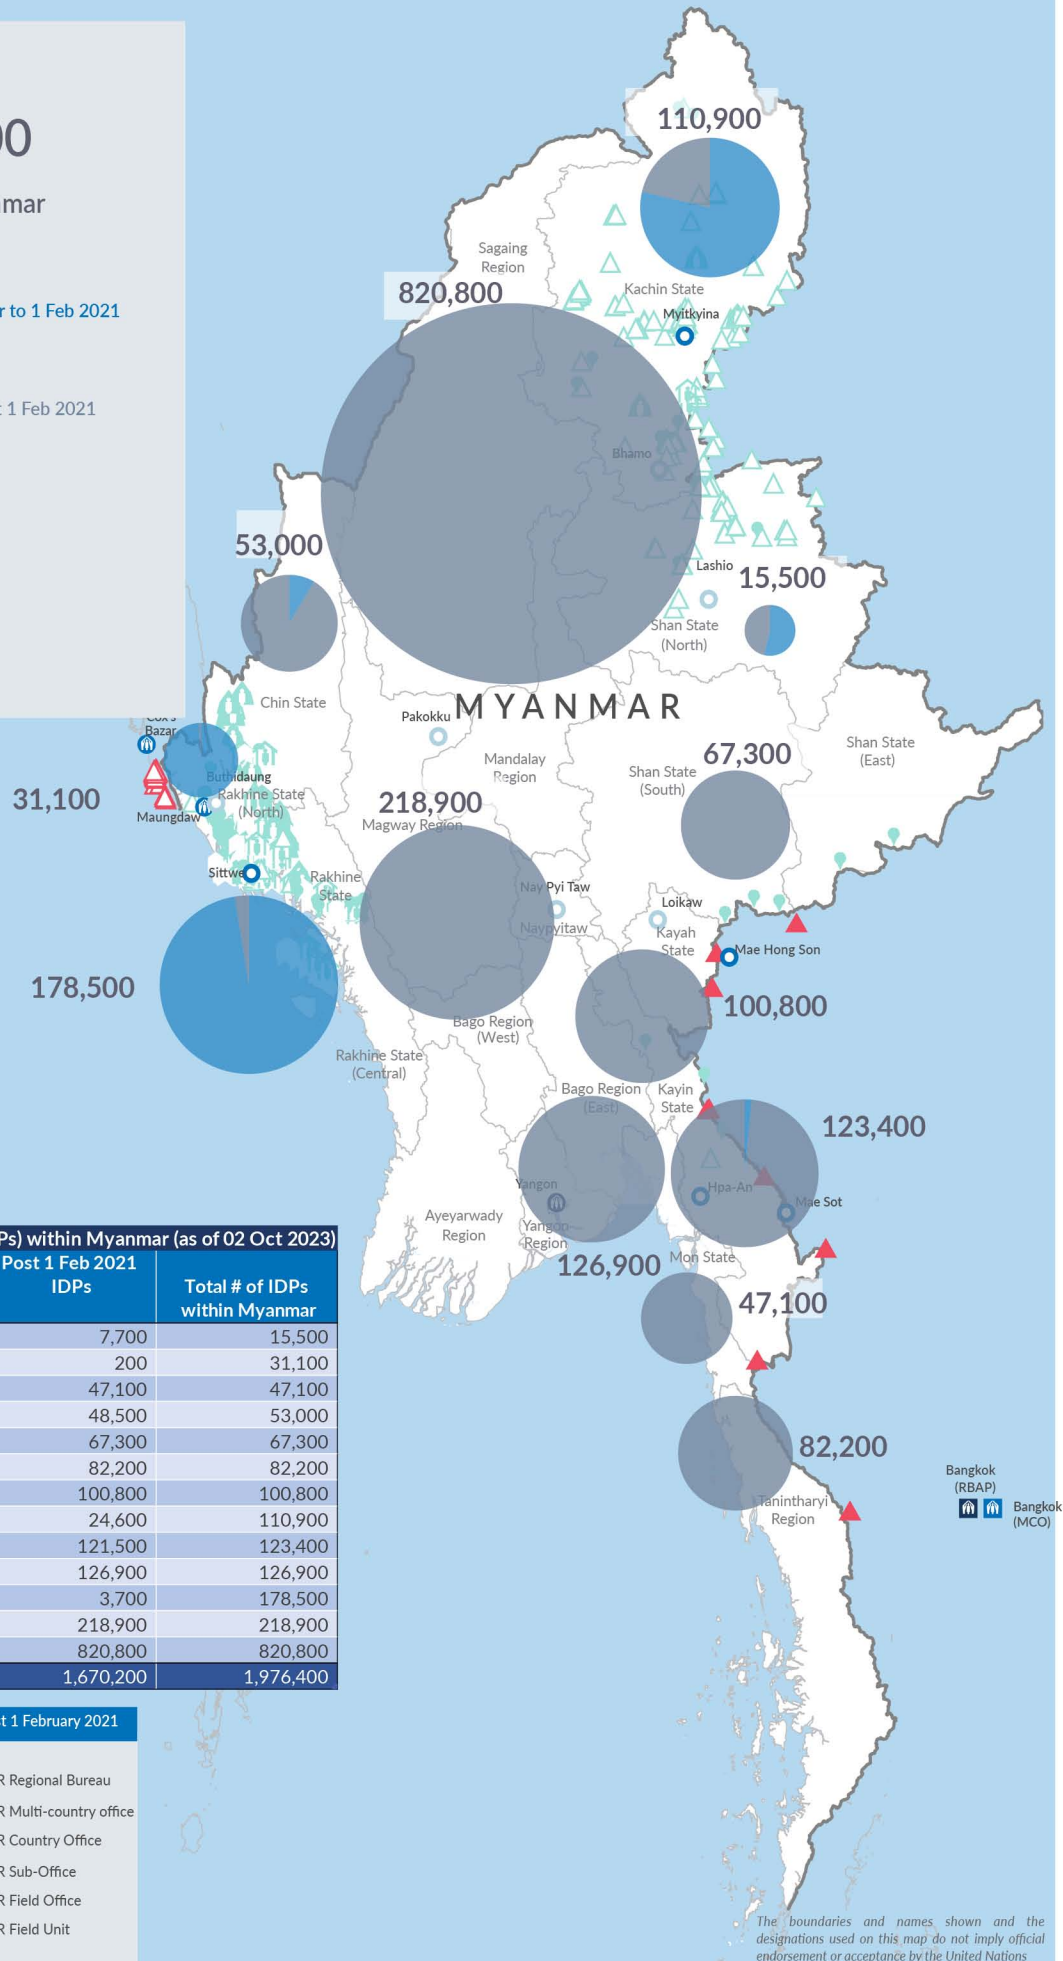 00
mar
r to 1 Feb 2021
1 Feb 2021
110,900
Sagaing
Region
Kachin State
820,800
Myitkyina
Bhamo
53,000
Lashio
15,500
Shan State
(North)
Chin State
MYANMAR
Pakokku
Cox's
Bazar
Mandalay
Region
67,300
Shan State
(East)
Shan State
(South)
Buthidaung
31,100
Rakhine State
(North)
218,900
Maungdaw
Magway Region
Sittwe
Rakhine
State
Nay Pyi Taw
Loikaw
Naypyitaw
Kayah
State
Mae Hong Son
178,500
100,800
Bago Region
(West)
Rakhine State
(Central)
Bago Region
(East)
Kayin
State
123,400
Yangon
Hpa-An
Mae Sot
Ayeyarwady
Region
Yangon
Region
126,900
Mon State
47,100
Ps) within Myanmar (as of 02 Oct 2023)
Post 1 Feb 2021
IDPs
Total # of IDPs
within Myanmar
7,700 15,500
200 31,100
47,100 47,100
48,500 53,000
67,300 67,300
82,200 82,200
100,800 100,800
24,600 110,900
121,500 123,400
126,900 126,900
3,700 178,500
218,900 218,900
820,800 820,800
1,670,200 1,976,400
82,200
Bangkok
(RBAP)
Bangkok
(MCO)
Tanintharyi
Region
st 1 February 2021
R Regional Bureau
R Multi-country office
R Country Office
R Sub-Office
R Field Office
R Field Unit
The boundaries and names shown and the
designations used on this map do not imply official
endorsement or acceptance by the United Nations